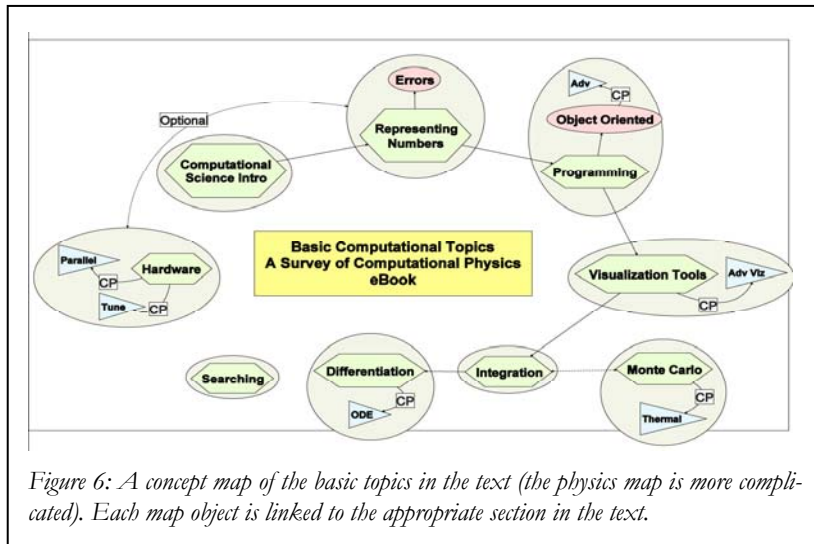 Errors
Representing
Numbers
Adv
CP
Object Oriented
Programming
Optional
Computational
Science Intro
Parallel
CP
Hardware
Tune
CP
Basic Computational Topics
A Survey of Computational Physics
eBook
Visualization Tools
Adv Viz
CP
Searching
Differentiation
CP
ODE
Integration
Monte Carlo
CP
Thermal
Figure 6: A concept map of the basic topics in the text (the physics map is more compli-
cated). Each map object is linked to the appropriate section in the text.